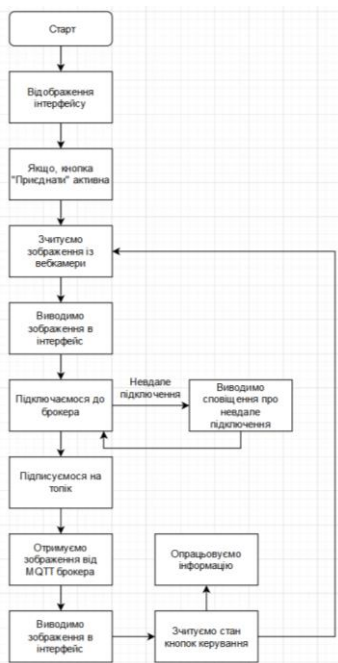 Старт
Відображення
інтерфейсу
Якщо, кнопка
"Приєднати" активна
Зчитуємо
зображення із
вебкамери
Виводимо
зображення в
інтерфейс
Підключаємося до
брокера
Невдале
підключення
Виводимо
сповіщення про
невдале
підключення
Підписуємося на
топік
Отримуємо
зображення від
MQTT брокера
Опрацьовуємо
інформацію
Виводимо
зображення в
інтерфейс
Зчитуємо стан
кнопок керування